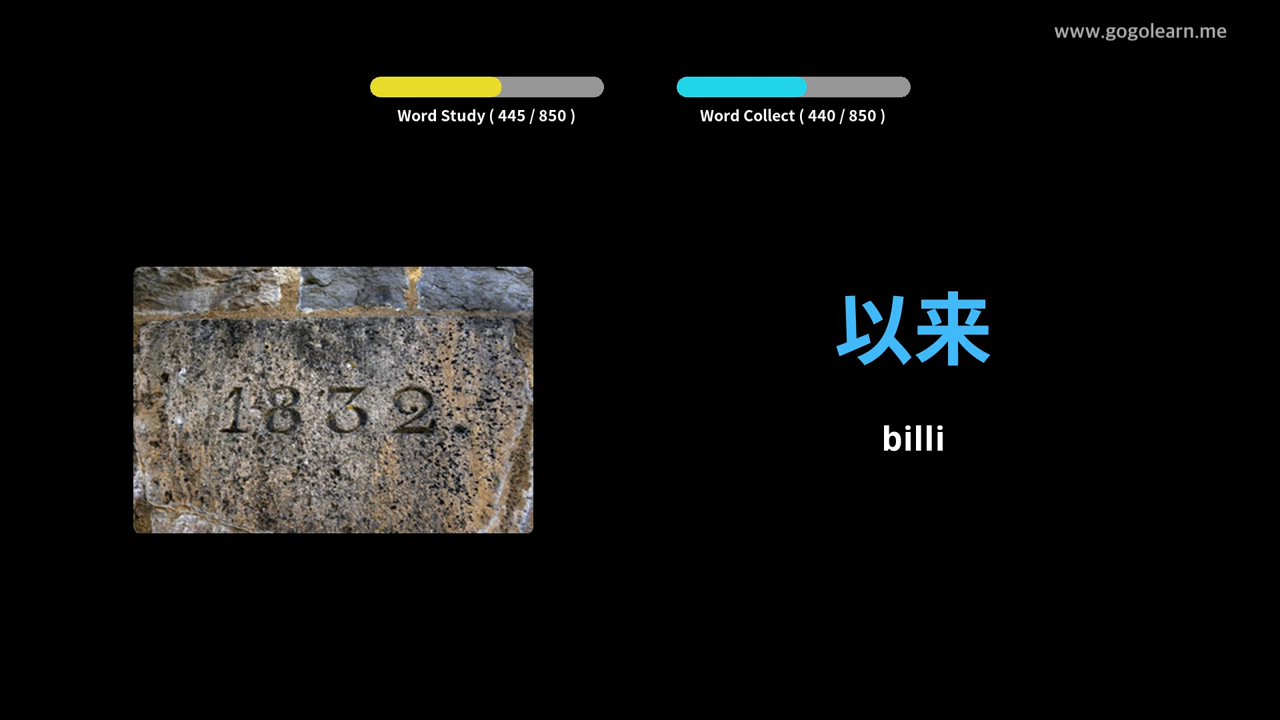 www.gogolearn.me
Word Study ( 445 / 850 )
Word Collect ( 440 / 850 )
1832.
以来
billi